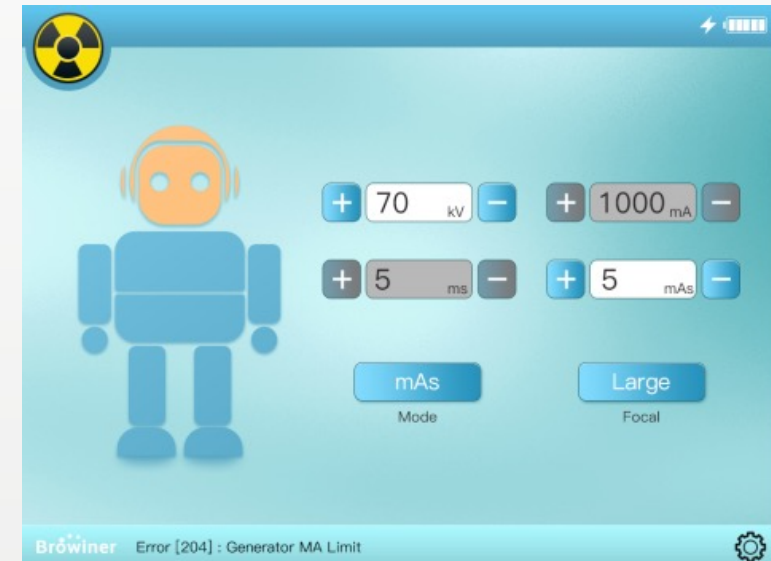 + 70 kV −
+ 1000 mA −
+ 5 ms −
+ 5 mAs −
mAs
Mode
Large
Focal
Browiner
Error [204] : Generator MA Limit